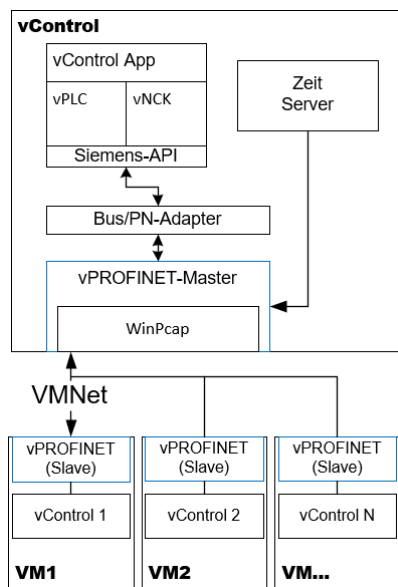 vControl
vControl App
vPLC
vNCK
Siemens-API
Zeit
Server
Bus/PN-Adapter
vPROFINET-Master
WinPcap
VMNet
vPROFINET
(Slave)
vControl 1
VM1
vPROFINET
(Slave)
vControl 2
VM2
vPROFINET
(Slave)
vControl N
VM...